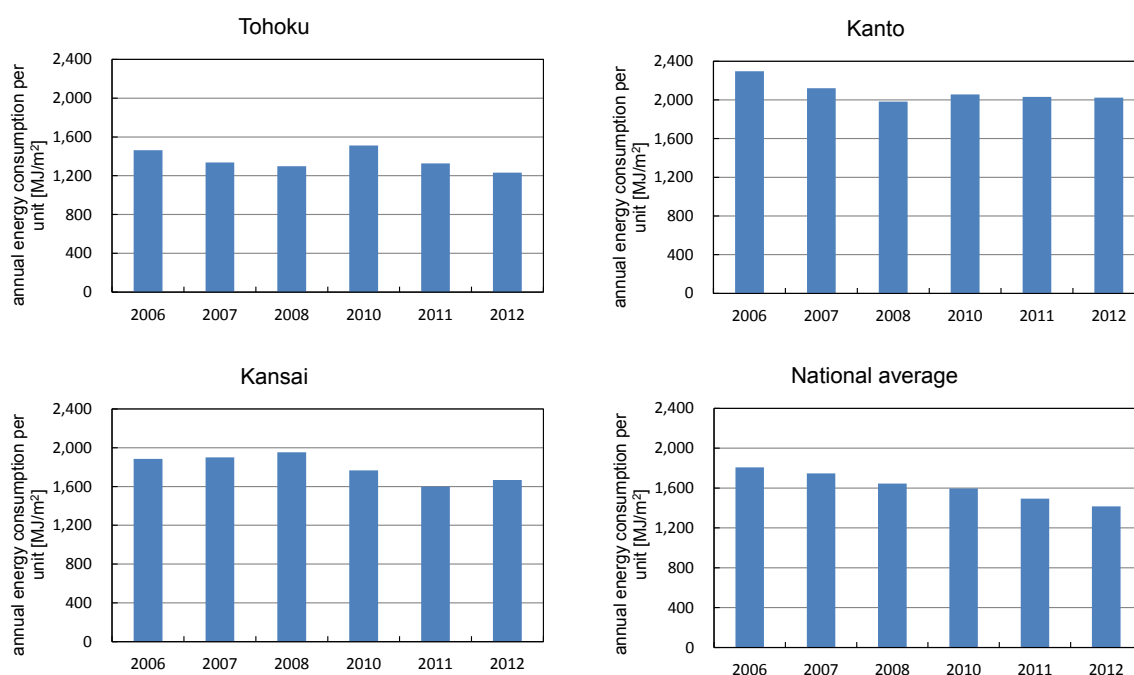 Tohoku
annual energy consumption per
unit [MJ/m²]
2,400
2,000
1,600
1,200
800
400
0
2006 2007 2008 2010 2011 2012
Kanto
annual energy consumption per
unit [MJ/m²]
2,400
2,000
1,600
1,200
800
400
0
2006 2007 2008 2010 2011 2012
Kansai
annual energy consumption per
unit [MJ/m²]
2,400
2,000
1,600
1,200
800
400
0
2006 2007 2008 2010 2011 2012
National average
annual energy consumption per
unit [MJ/m²]
2,400
2,000
1,600
1,200
800
400
0
2006 2007 2008 2010 2011 2012